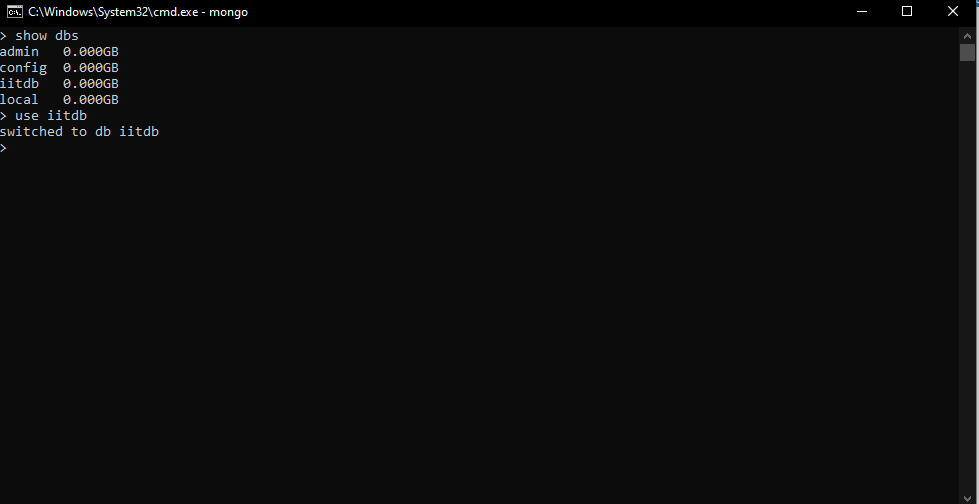 C:\Windows\System32\cmd.exe - mongo
> show dbs
admin   0.000GB
config  0.000GB
iitdb   0.000GB
local   0.000GB
> use iitdb
switched to db iitdb
>